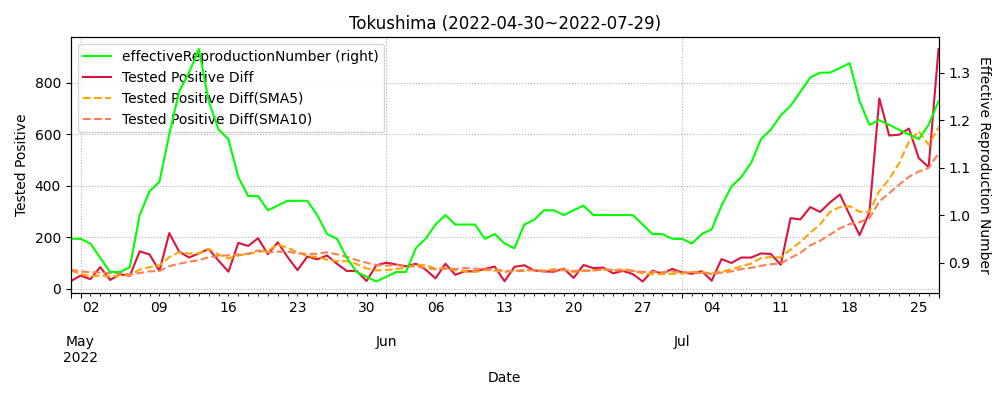 Tokushima (2022-04-30~2022-07-29)
effectiveReproductionNumber (right)
Tested Positive Diff
Tested Positive Diff(SMA5)
Tested Positive Diff(SMA10)
Tested Positive
800
600
400
200
0
Effective Reproduction Number
1.3
1.2
1.1
1.0
0.9
02 09 16 23 30 06 13 20 27 04 11 18 25
May Jun Jul
2022
Date